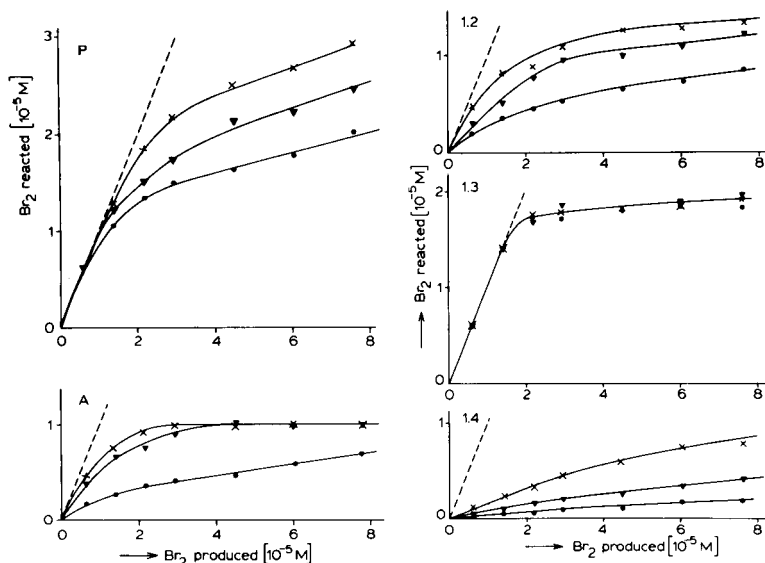 P
3
2
1
0
Br₂ reacted [10⁻⁵ M]
0 2 4 6 8
A
1
0
0 2 4 6 8
⟶ Br₂ produced [10⁻⁵ M]
1.2
1
0
0 2 4 6 8
1.3
2
1
0
⟶ Br₂ reacted [10⁻⁵ M]
0 2 4 6 8
1.4
1
0
0 2 4 6 8
⟶ Br₂ produced [10⁻⁵ M]